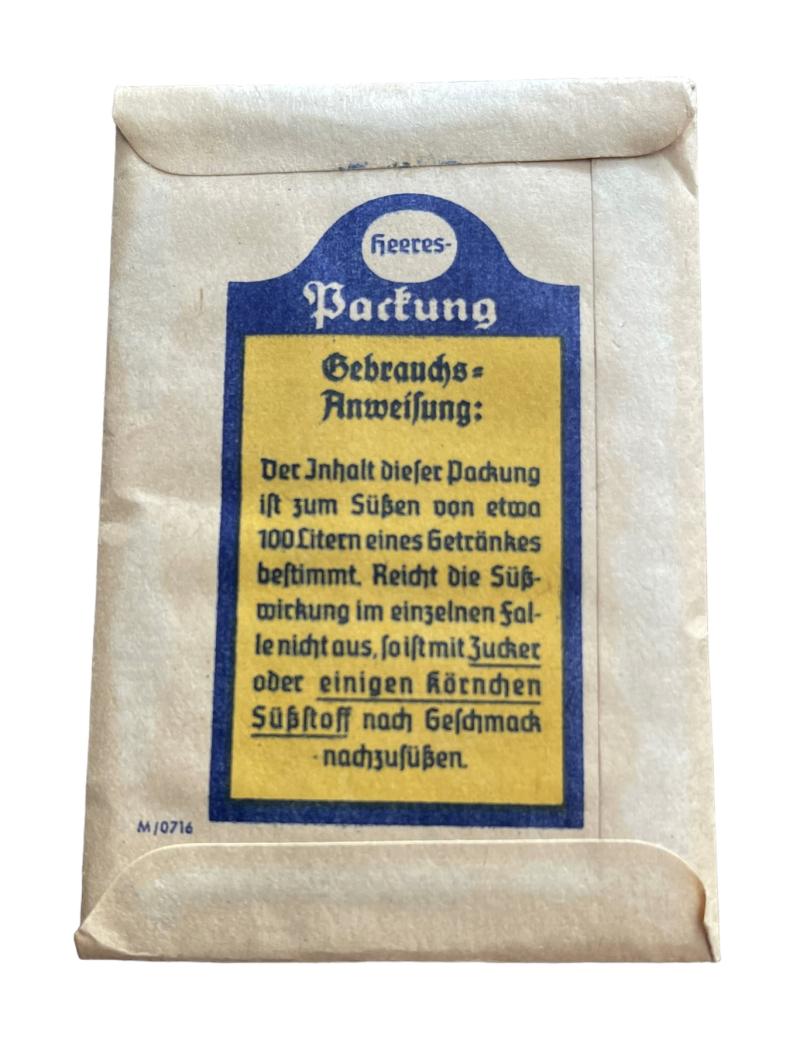 Heeres-
Packung
Gebrauchs=
Anweiſung:
Der Inhalt dieſer Packung
iſt zum Süßen von etwa
100 Litern eines Getränkes
beſtimmt. Reicht die Süß-
wirkung im einzelnen Fal-
le nicht aus, ſo iſt mit Zucker
oder einigen Körnchen
Süßſtoff nach Geſchmack
nachzuſüßen.
M/0716